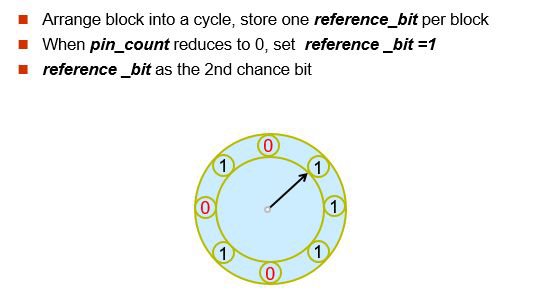 Arrange block into a cycle, store one reference_bit per block
When pin_count reduces to 0, set reference _bit =1
reference _bit as the 2nd chance bit
0
1
1
0
1
1
1
0